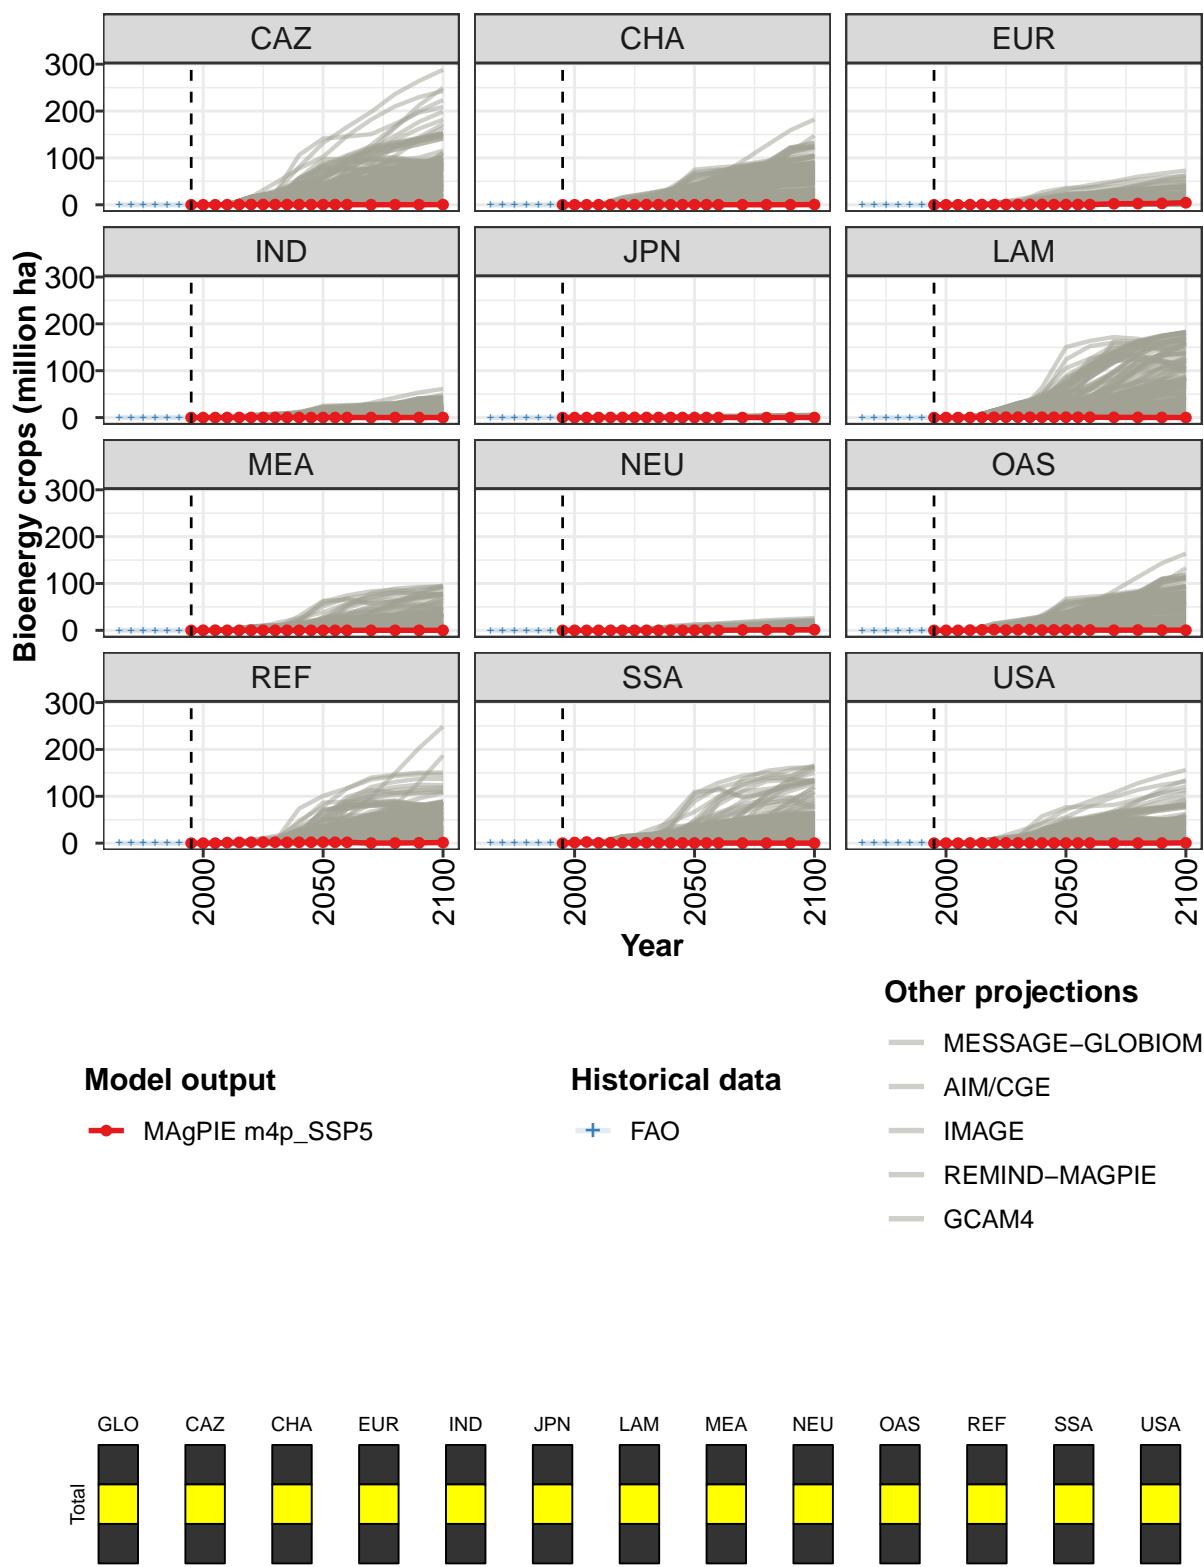 CAZ CHA EUR
300
200
100
0
IND JPN LAM
300
200
100
0
MEA NEU OAS
300
200
100
0
REF SSA USA
300
200
100
0
Bioenergy crops (million ha)
2000 2050 2100 2000 2050 2100 2000 2050 2100
Year
Model output
MAgPIE m4p_SSP5
Historical data
FAO
Other projections
MESSAGE−GLOBIOM
AIM/CGE
IMAGE
REMIND−MAGPIE
GCAM4
GLO CAZ CHA EUR IND JPN LAM MEA NEU OAS REF SSA USA
Total